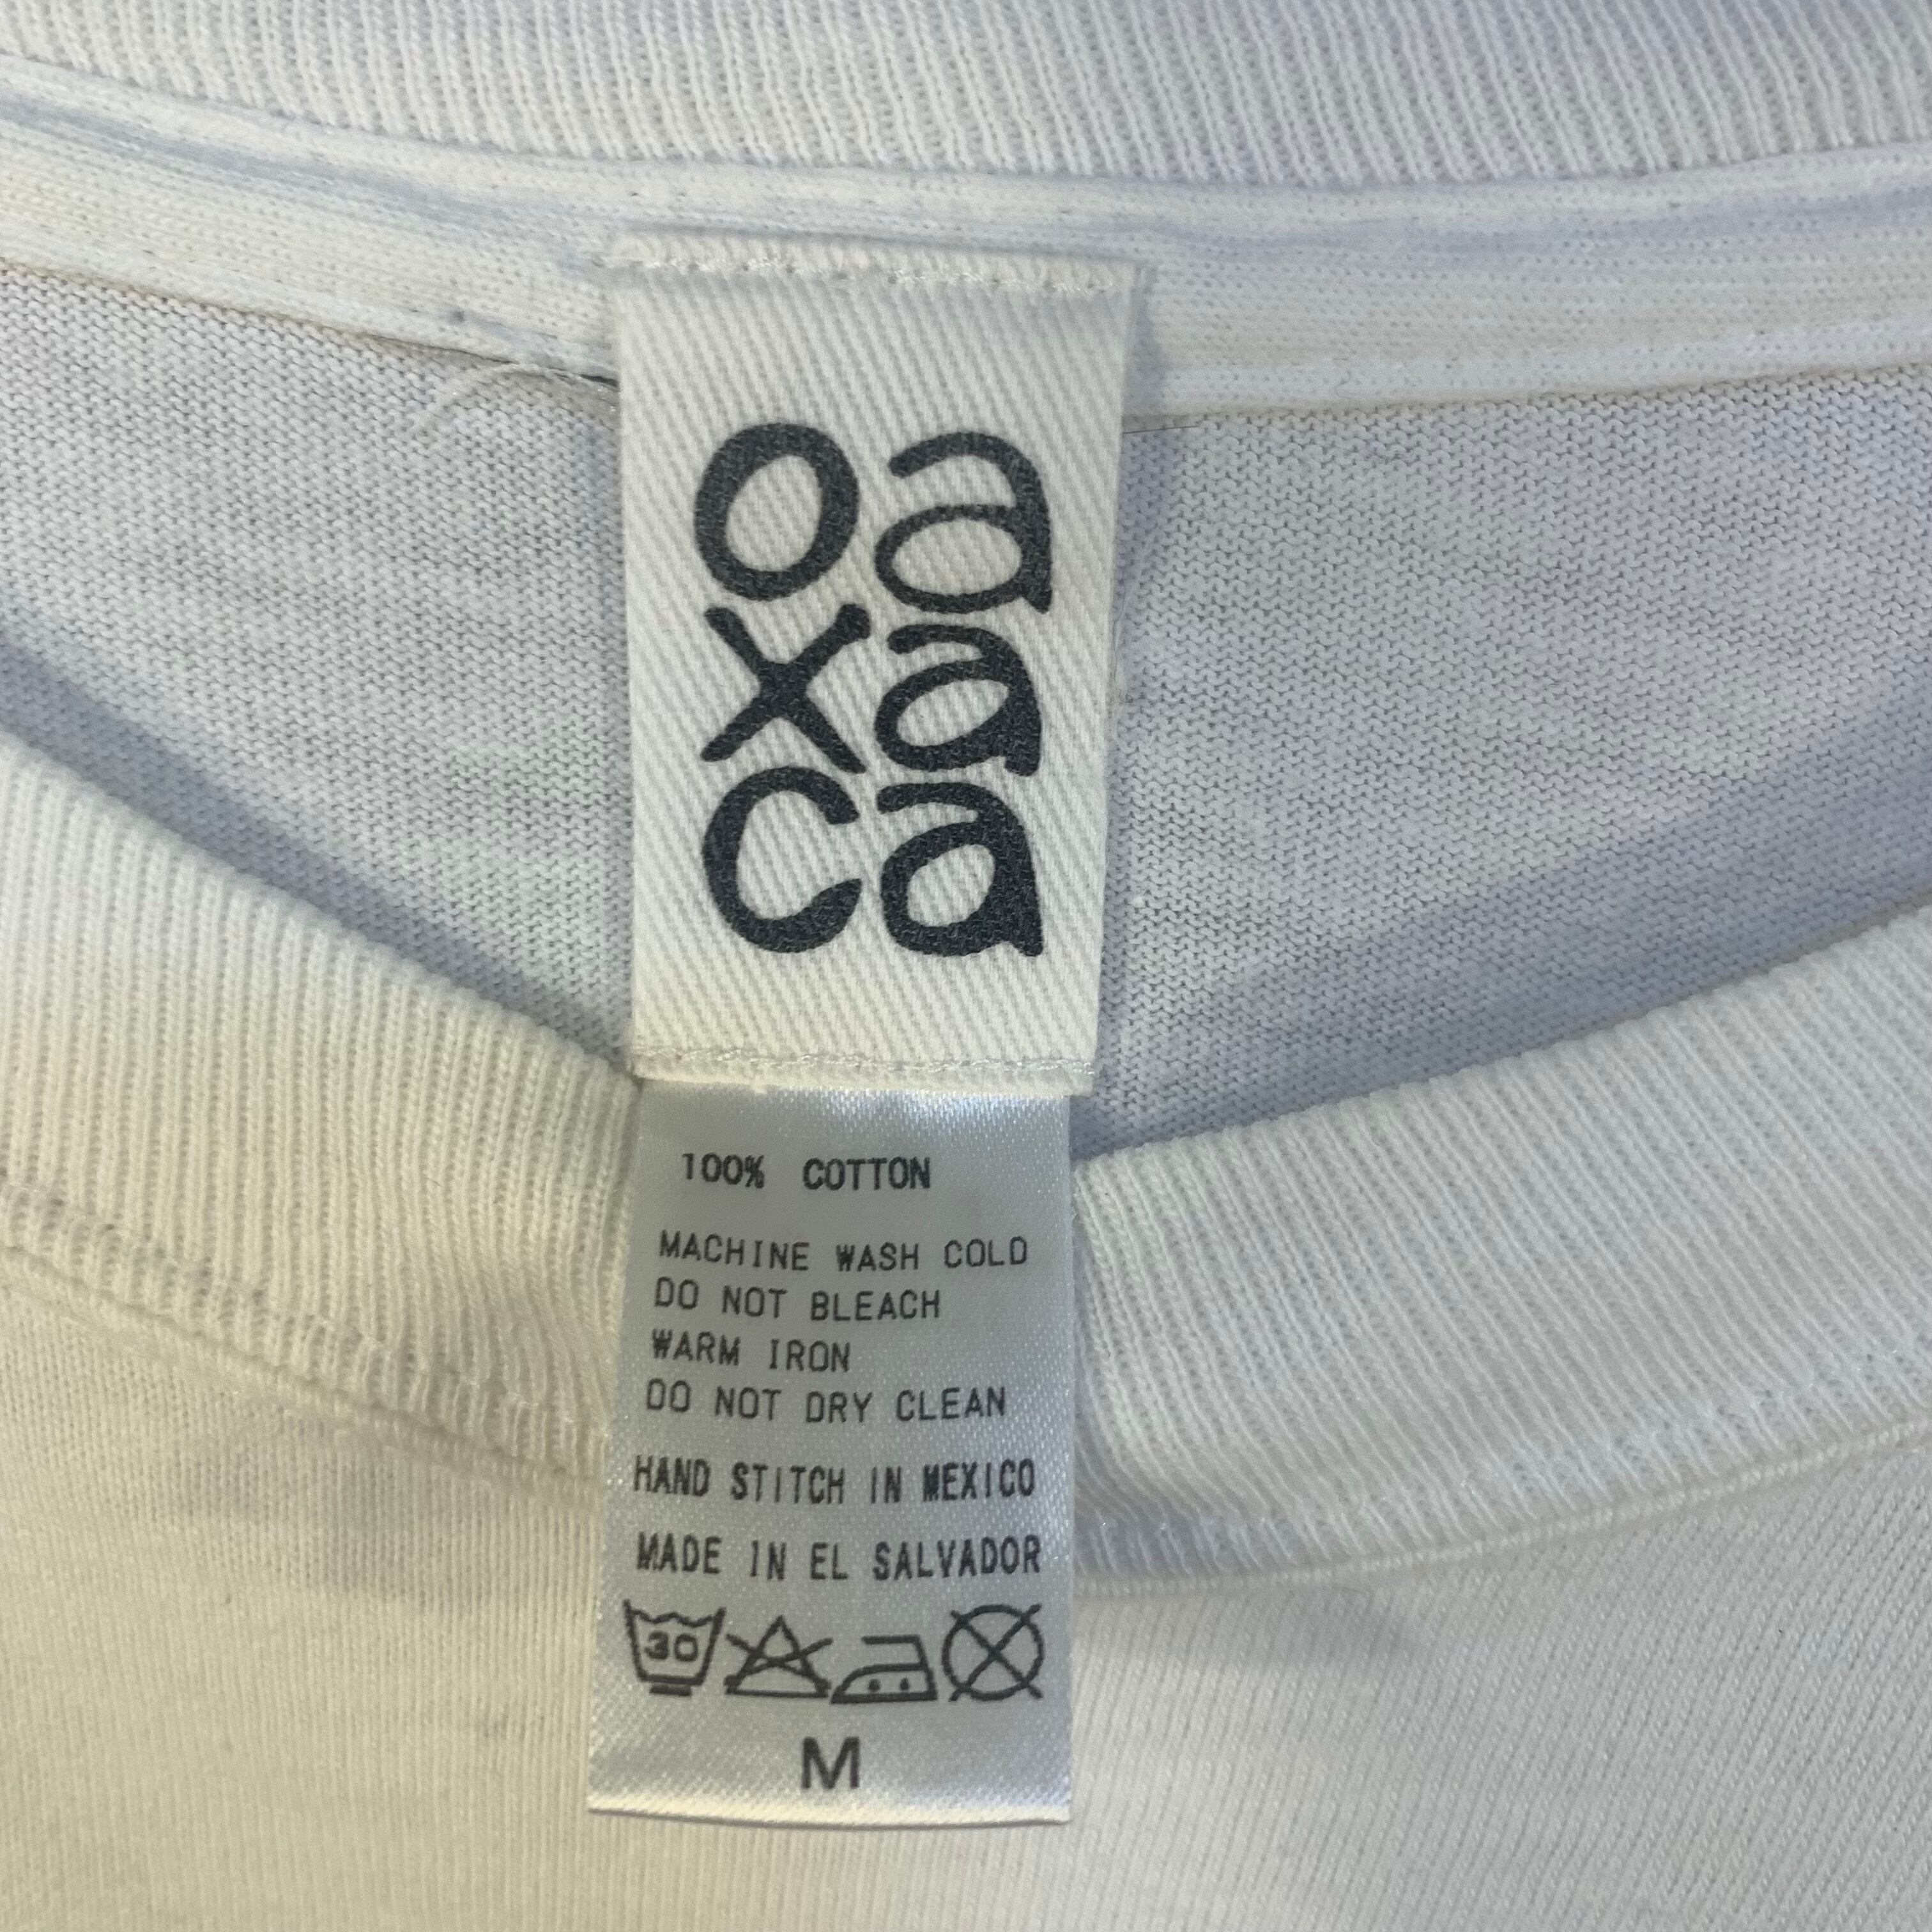 oa
xa
ca
100% COTTON
MACHINE WASH COLD
DO NOT BLEACH
WARM IRON
DO NOT DRY CLEAN
HAND STITCH IN MEXICO
MADE IN EL SALVADOR
30
M